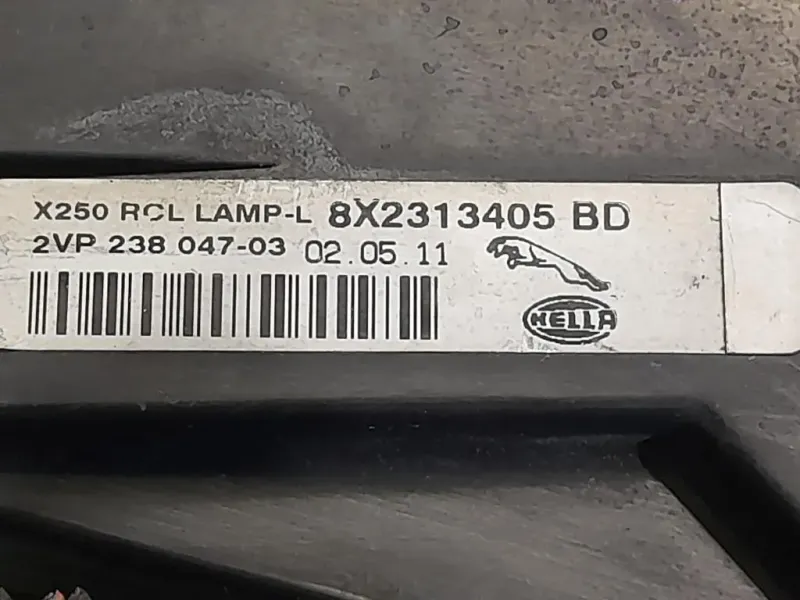 X250 RCL LAMP-L 8X2313405 BD
2VP 238 047-03 02.05.11
HELLA